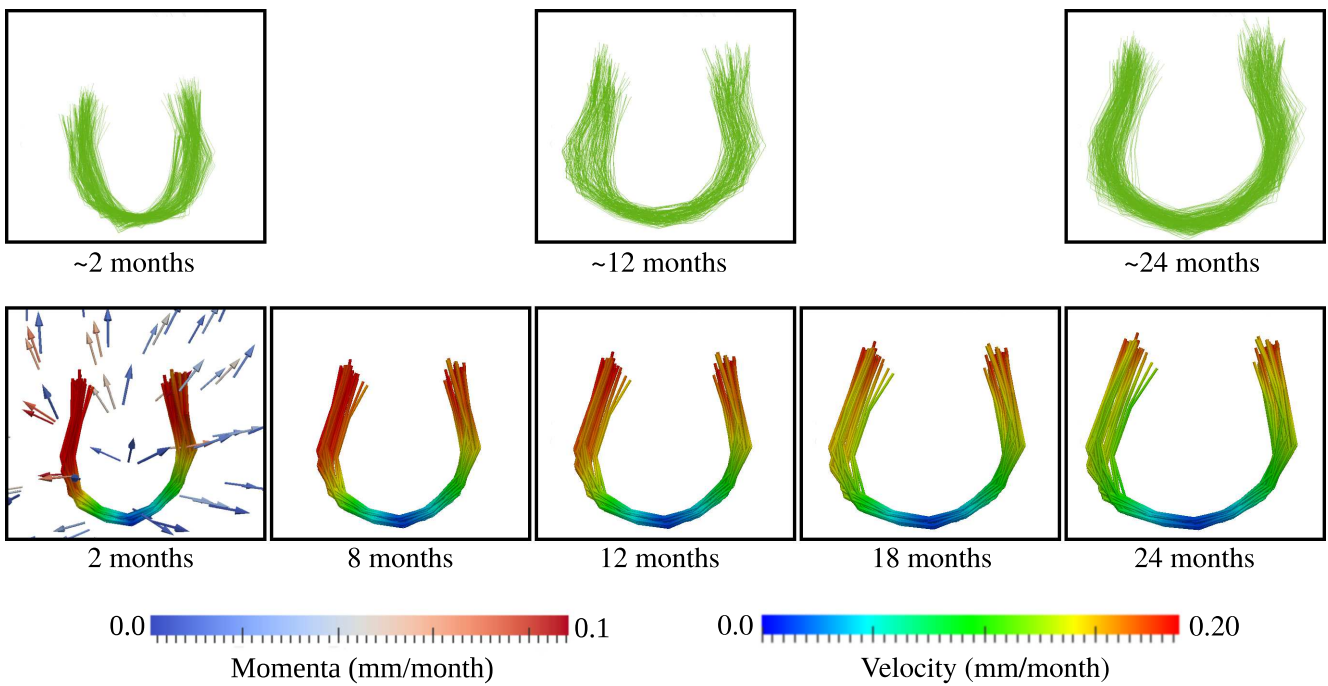 ~2 months
~12 months
~24 months
2 months
8 months
12 months
18 months
24 months
0.0
0.1
0.0
0.20
Momenta (mm/month)
Velocity (mm/month)